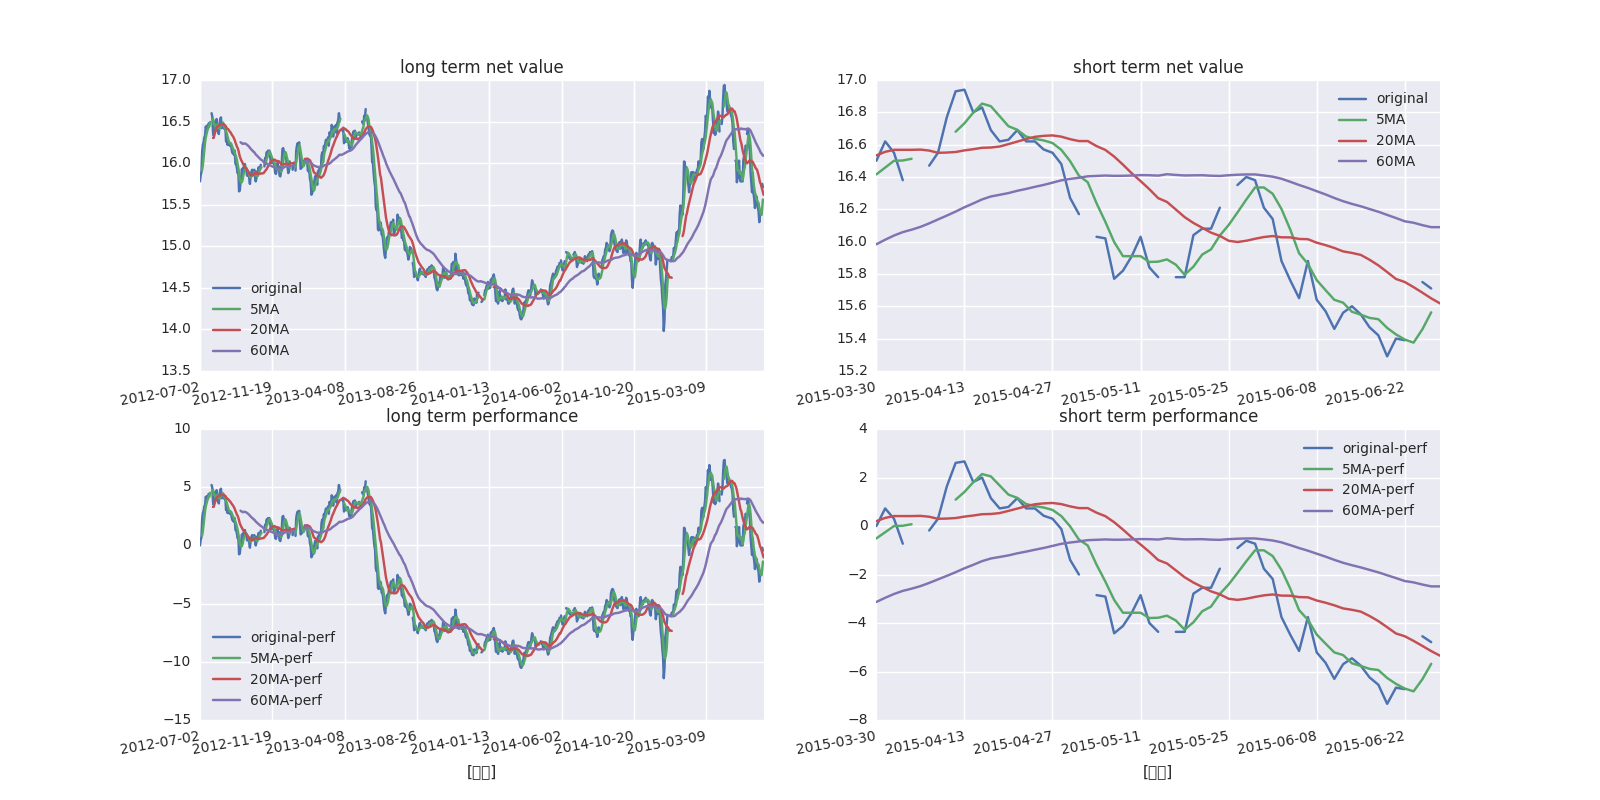 long term net value
17.0
16.5
16.0
15.5
15.0
14.5
14.0
13.5
original
5MA
20MA
60MA
2012-07-02 2012-11-19 2013-04-08 2013-08-26 2014-01-13 2014-06-02 2014-10-20 2015-03-09
short term net value
17.0
16.8
16.6
16.4
16.2
16.0
15.8
15.6
15.4
15.2
original
5MA
20MA
60MA
2015-03-30 2015-04-13 2015-04-27 2015-05-11 2015-05-25 2015-06-08 2015-06-22
long term performance
10
5
0
−5
−10
−15
original-perf
5MA-perf
20MA-perf
60MA-perf
2012-07-02 2012-11-19 2013-04-08 2013-08-26 2014-01-13 2014-06-02 2014-10-20 2015-03-09
short term performance
4
2
0
−2
−4
−6
−8
original-perf
5MA-perf
20MA-perf
60MA-perf
2015-03-30 2015-04-13 2015-04-27 2015-05-11 2015-05-25 2015-06-08 2015-06-22